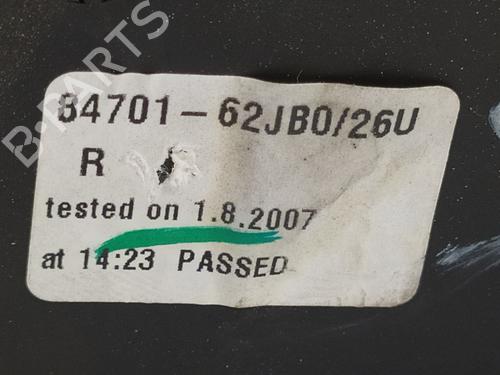 B-PARTS
84701-62JB0/26U
R
tested on 1.8.2007
at 14:23 PASSED